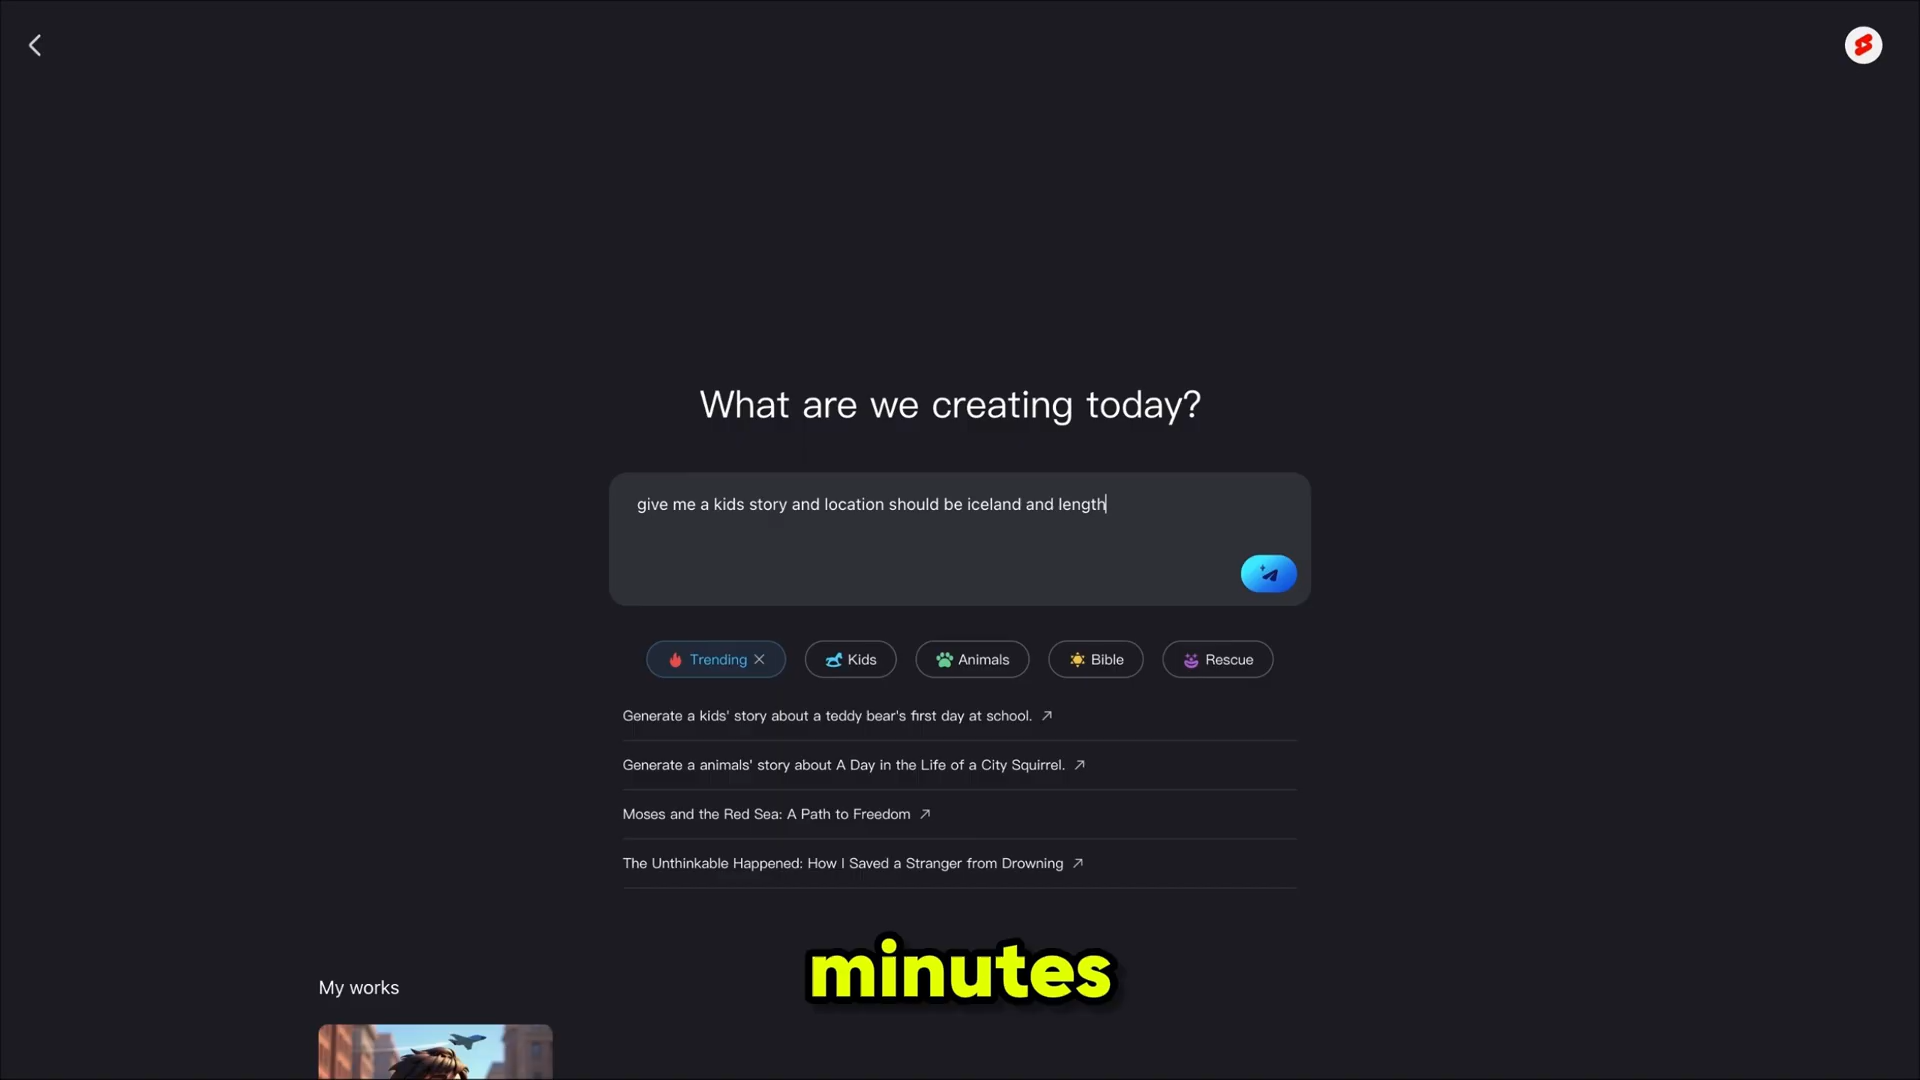 What are we creating today?
give me a kids story and location should be iceland and length
Trending
Kids
Animals
Bible
Rescue
Generate a kids' story about a teddy bear's first day at school.
Generate a animals' story about A Day in the Life of a City Squirrel.
Moses and the Red Sea: A Path to Freedom
The Unthinkable Happened: How I Saved a Stranger from Drowning
minutes
My works